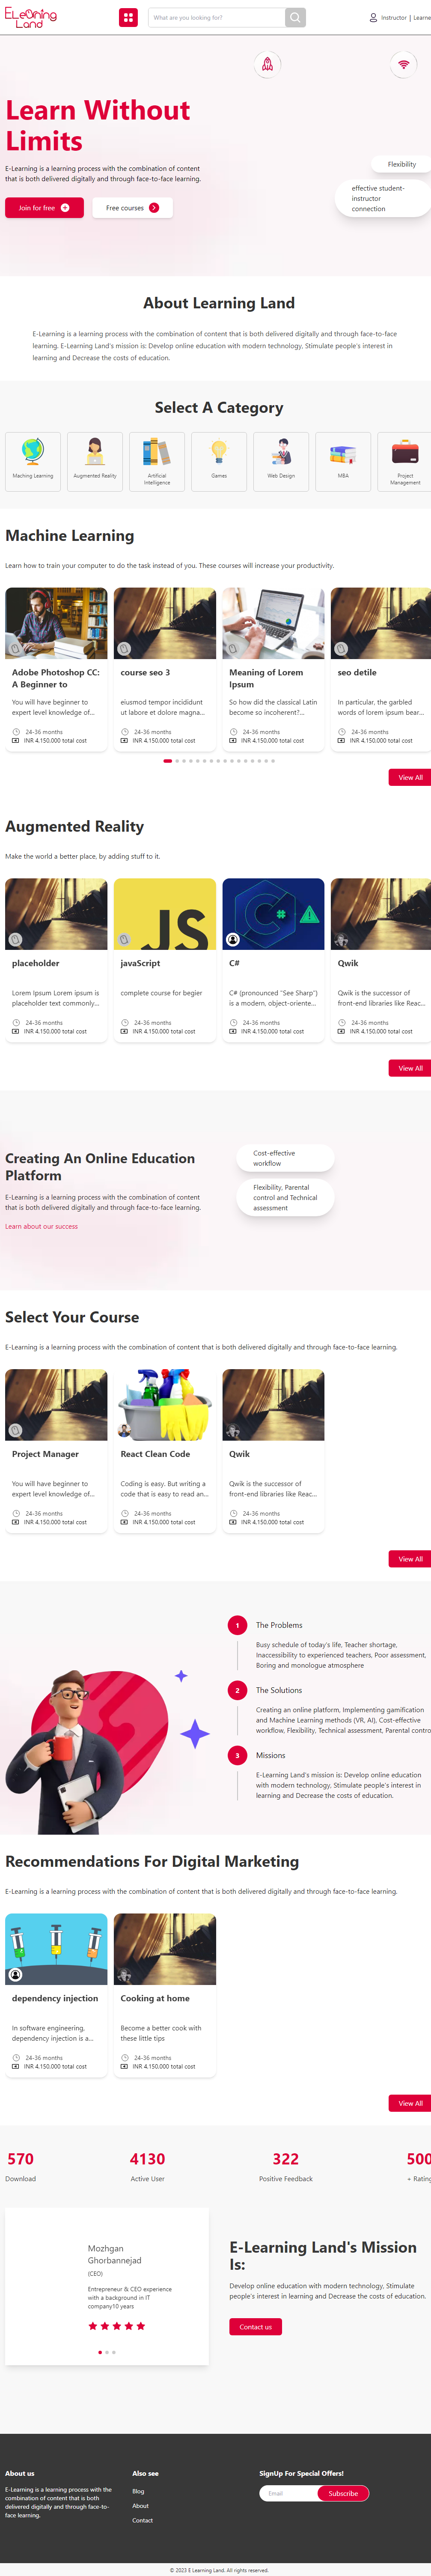 ELearning
Land
What are you looking for?
Instructor | Learne
Learn Without
Limits
E-Learning is a learning process with the combination of content
that is both delivered digitally and through face-to-face learning.
Join for free
Free courses
Flexibility
effective student-
instructor
connection
About Learning Land
E-Learning is a learning process with the combination of content that is both delivered digitally and through face-to-face
learning. E-Learning Land's mission is: Develop online education with modern technology, Stimulate people's interest in
learning and Decrease the costs of education.
Select A Category
Maching Learning
Augmented Reality
Artificial
Intelligence
Games
Web Design
MBA
Project
Management
Machine Learning
Learn how to train your computer to do the task instead of you. These courses will increase your productivity.
Adobe Photoshop CC:
A Beginner to
You will have beginner to
expert level knowledge of...
24-36 months
INR 4,150,000 total cost
course seo 3
eiusmod tempor incididunt
ut labore et dolore magna...
24-36 months
INR 4,150,000 total cost
Meaning of Lorem
Ipsum
So how did the classical Latin
become so incoherent?...
24-36 months
INR 4,150,000 total cost
seo detile
In particular, the garbled
words of lorem ipsum bear...
24-36 months
INR 4,150,000 total cost
View All
Augmented Reality
Make the world a better place, by adding stuff to it.
placeholder
Lorem Ipsum Lorem ipsum is
placeholder text commonly...
24-36 months
INR 4,150,000 total cost
JS
javaScript
complete course for begier
24-36 months
INR 4,150,000 total cost
C
#
C#
C# (pronounced "See Sharp")
is a modern, object-oriente...
24-36 months
INR 4,150,000 total cost
Qwik
Qwik is the successor of
front-end libraries like Reac...
24-36 months
INR 4,150,000 total cost
View All
Creating An Online Education
Platform
E-Learning is a learning process with the combination of content
that is both delivered digitally and through face-to-face learning.
Learn about our success
Cost-effective
workflow
Flexibility, Parental
control and Technical
assessment
Select Your Course
E-Learning is a learning process with the combination of content that is both delivered digitally and through face-to-face learning.
Project Manager
You will have beginner to
expert level knowledge of...
24-36 months
INR 4,150,000 total cost
React Clean Code
Coding is easy. But writing a
code that is easy to read an...
24-36 months
INR 4,150,000 total cost
Qwik
Qwik is the successor of
front-end libraries like Reac...
24-36 months
INR 4,150,000 total cost
View All
1
The Problems
Busy schedule of today's life, Teacher shortage,
Inaccessibility to experienced teachers, Poor assessment,
Boring and monologue atmosphere
2
The Solutions
Creating an online platform, Implementing gamification
and Machine Learning methods (VR, AI), Cost-effective
workflow, Flexibility, Technical assessment, Parental contro
3
Missions
E-Learning Land's mission is: Develop online education
with modern technology, Stimulate people's interest in
learning and Decrease the costs of education.
Recommendations For Digital Marketing
E-Learning is a learning process with the combination of content that is both delivered digitally and through face-to-face learning.
dependency injection
In software engineering,
dependency injection is a...
24-36 months
INR 4,150,000 total cost
Cooking at home
Become a better cook with
these little tips
24-36 months
INR 4,150,000 total cost
View All
570
Download
4130
Active User
322
Positive Feedback
500
+ Rating
Mozhgan
Ghorbannejad
(CEO)
Entrepreneur & CEO experience
with a background in IT
company10 years
E-Learning Land's Mission
Is:
Develop online education with modern technology, Stimulate
people's interest in learning and Decrease the costs of education.
Contact us
About us
E-Learning is a learning process with the
combination of content that is both
delivered digitally and through face-to-
face learning.
Also see
Blog
About
Contact
SignUp For Special Offers!
Email
Subscribe
© 2023 E Learning Land. All rights reserved.